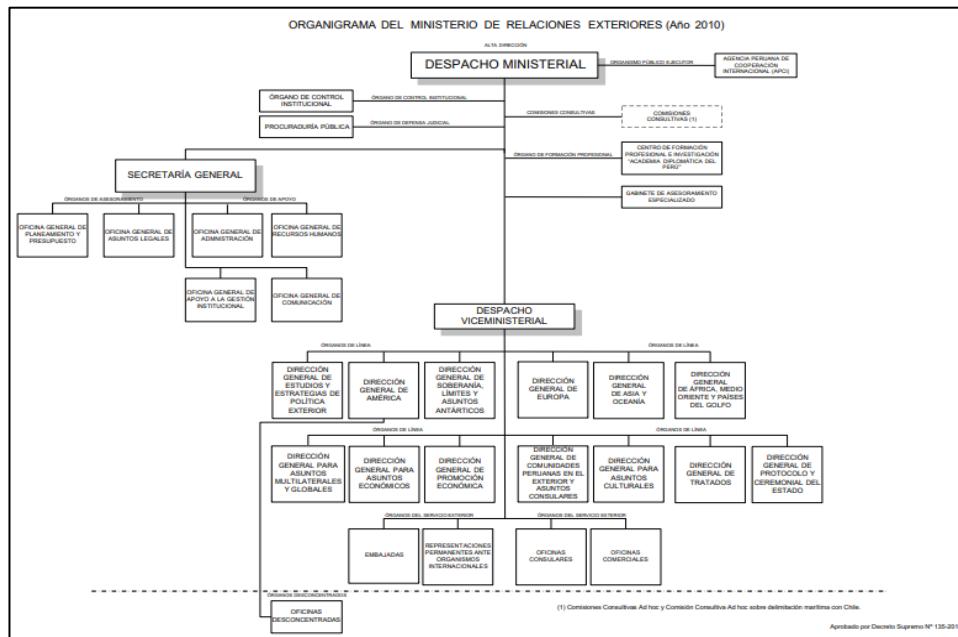 ORGANIGRAMA DEL MINISTERIO DE RELACIONES EXTERIORES (Año 2010)
ALTA DIRECCIÓN
DESPACHO MINISTERIAL
ORGANISMO PÚBLICO EJECUTOR
AGENCIA PERUANA DE
COOPERACIÓN
INTERNACIONAL (APCI)
ÓRGANO DE CONTROL
INSTITUCIONAL
ÓRGANO DE CONTROL INSTITUCIONAL
PROCURADURÍA PÚBLICA
ÓRGANO DE DEFENSA JUDICIAL
COMISIONES CONSULTIVAS
COMISIONES
CONSULTIVAS (1)
ÓRGANO DE FORMACIÓN PROFESIONAL
CENTRO DE FORMACIÓN
PROFESIONAL E INVESTIGACIÓN
"ACADEMIA DIPLOMÁTICA DEL
PERÚ"
GABINETE DE ASESORAMIENTO
ESPECIALIZADO
SECRETARÍA GENERAL
ÓRGANOS DE ASESORAMIENTO
ÓRGANOS DE APOYO
OFICINA GENERAL DE
PLANEAMIENTO Y
PRESUPUESTO
OFICINA GENERAL DE
ASUNTOS LEGALES
OFICINA GENERAL DE
ADMNISTRACIÓN
OFICINA GENERAL DE
RECURSOS HUMANOS
OFICINA GENERAL DE
APOYO A LA GESTIÓN
INSTITUCIONAL
OFICINA GENERAL DE
COMUNICACIÓN
DESPACHO
VICEMINISTERIAL
ÓRGANOS DE LÍNEA
ÓRGANOS DE LÍNEA
DIRECCIÓN
GENERAL DE
ESTUDIOS Y
ESTRATEGIAS DE
POLÍTICA
EXTERIOR
DIRECCIÓN
GENERAL DE
AMÉRICA
DIRECCIÓN
GENERAL DE
SOBERANÍA,
LÍMITES Y
ASUNTOS
ANTÁRTICOS
DIRECCIÓN
GENERAL DE
EUROPA
DIRECCIÓN
GENERAL
DE ASIA Y
OCEANÍA
DIRECCIÓN
GENERAL
DE ÁFRICA, MEDIO
ORIENTE Y PAÍSES
DEL GOLFO
ÓRGANOS DE LÍNEA
ÓRGANOS DE LÍNEA
DIRECCIÓN
GENERAL PARA
ASUNTOS
MULTILATERALES
Y GLOBALES
DIRECCIÓN
GENERAL PARA
ASUNTOS
ECONÓMICOS
DIRECCIÓN
GENERAL DE
PROMOCIÓN
ECONÓMICA
DIRECCIÓN
GENERAL DE
COMUNIDADES
PERUANAS EN EL
EXTERIOR Y
ASUNTOS
CONSULARES
DIRECCIÓN
GENERAL PARA
ASUNTOS
CULTURALES
DIRECCIÓN
GENERAL DE
TRATADOS
DIRECCIÓN
GENERAL DE
PROTOCOLO Y
CEREMONIAL DEL
ESTADO
ÓRGANOS DEL SERVICIO EXTERIOR
ÓRGANOS DEL SERVICIO EXTERIOR
EMBAJADAS
REPRESENTACIONES
PERMANENTES ANTE
ORGANISMOS
INTERNACIONALES
OFICINAS
CONSULARES
OFICINAS
COMERCIALES
ÓRGANOS DESCONCENTRADOS
OFICINAS
DESCONCENTRADAS
(1) Comisiones Consultivas Ad hoc y Comisión Consultiva Ad hoc sobre delimitación marítima con Chile.
Aprobado por Decreto Supremo Nº 135-201